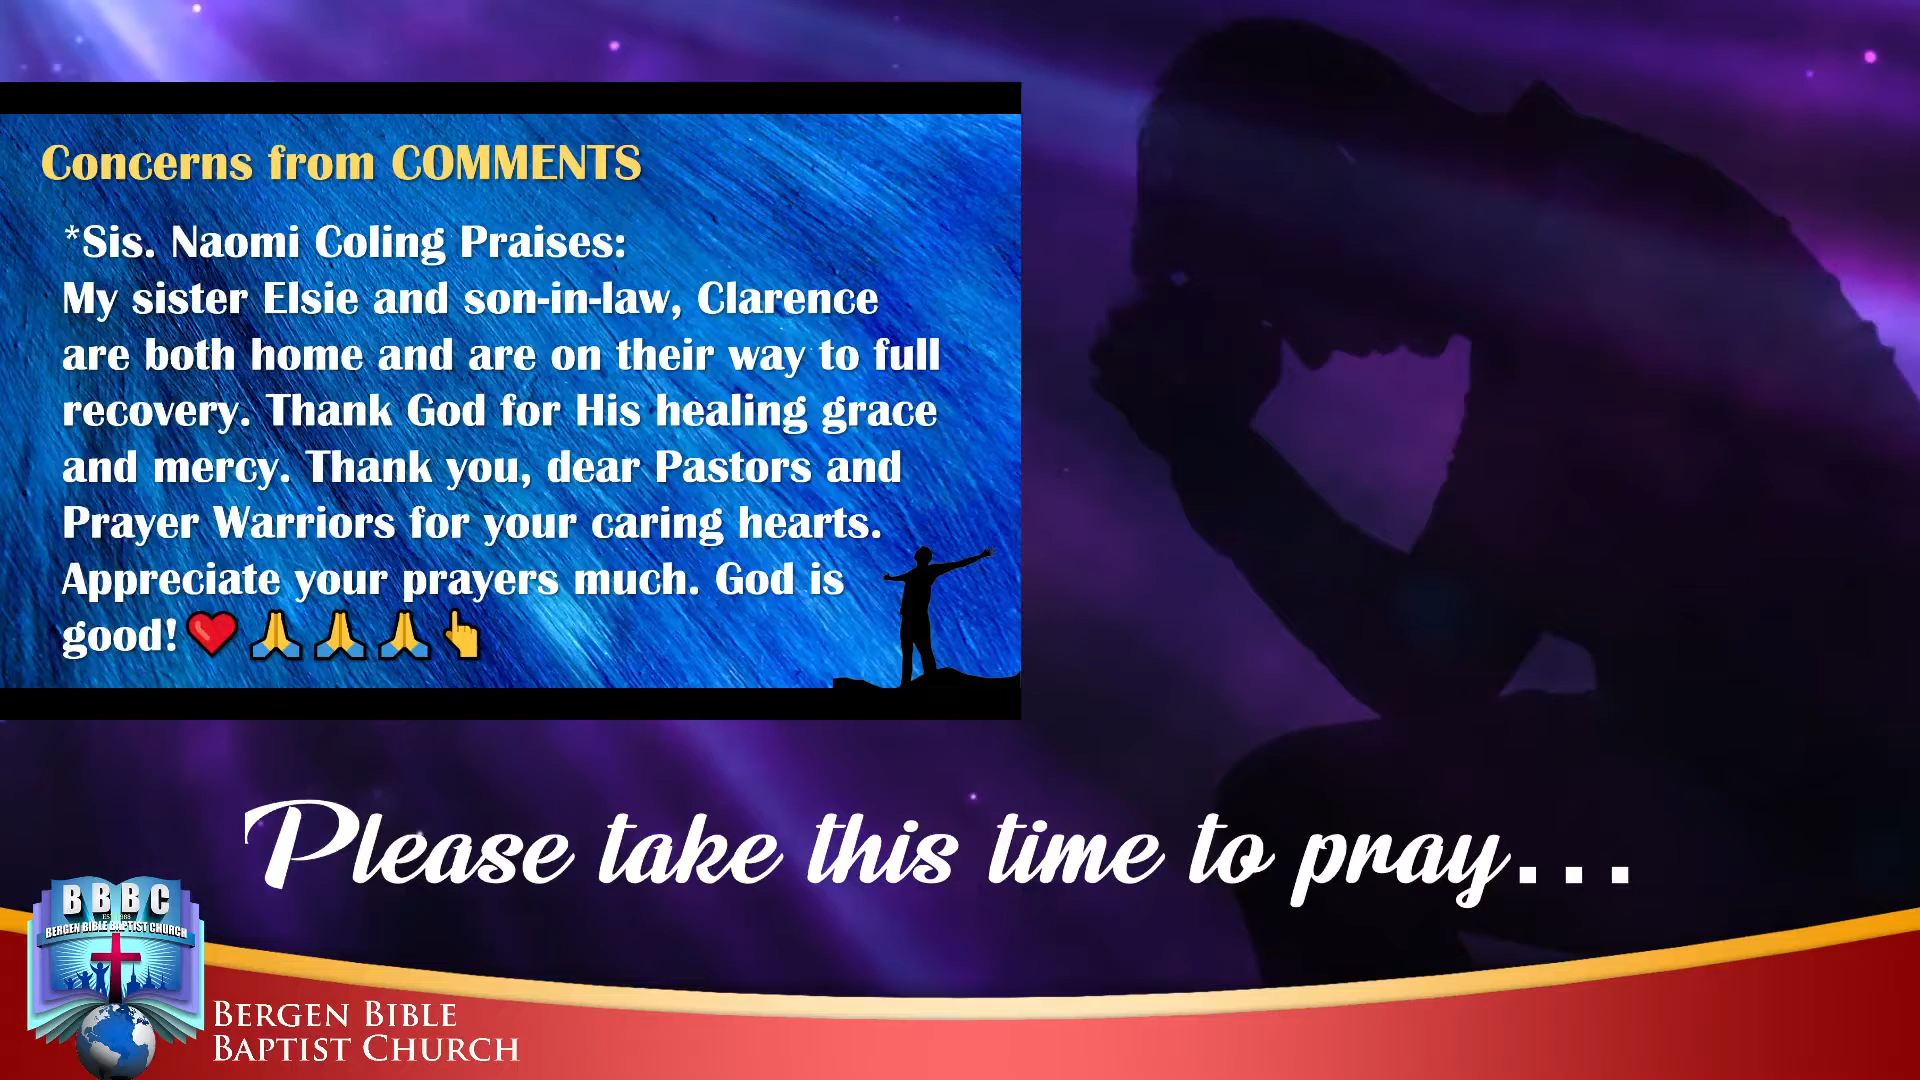 Concerns from COMMENTS
*Sis. Naomi Coling Praises:
My sister Elsie and son-in-law, Clarence
are both home and are on their way to full
recovery. Thank God for His healing grace
and mercy. Thank you, dear Pastors and
Prayer Warriors for your caring hearts.
Appreciate your prayers much. God is
good!❤️🙏🙏🙏👆
Please take this time to pray...
BBBC
BERGEN BIBLE BAPTIST CHURCH
BERGEN BIBLE
BAPTIST CHURCH